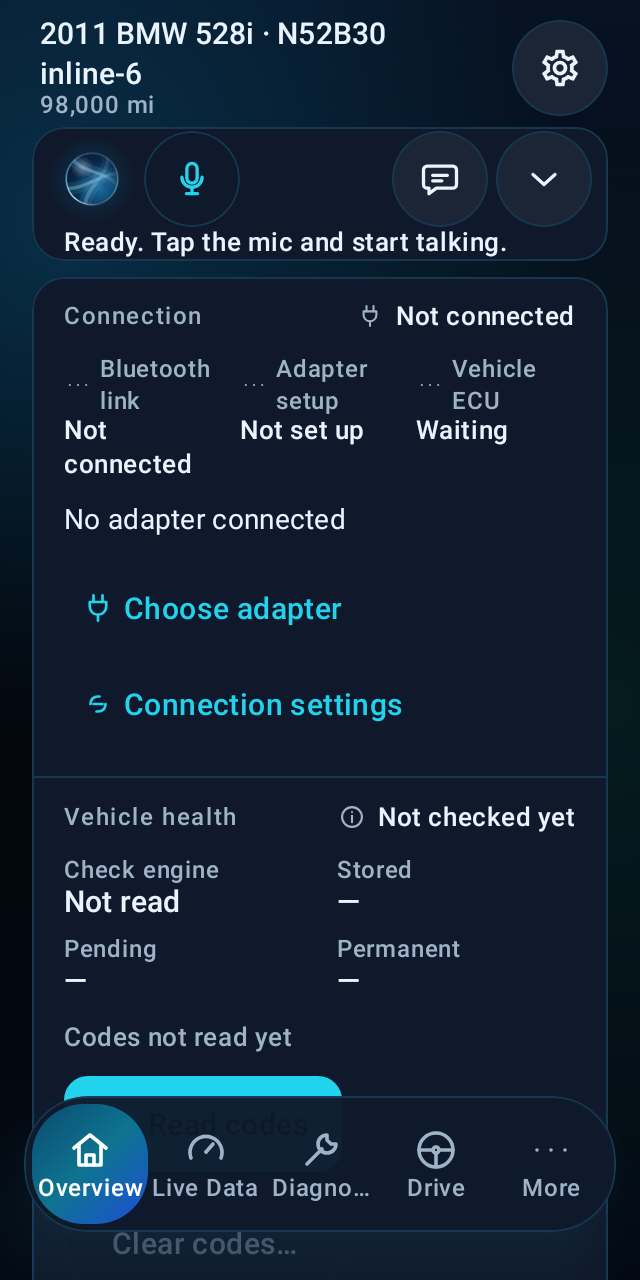 2011 BMW 528i · N52B30
inline-6
98,000 mi
Ready. Tap the mic and start talking.
Connection
Not connected
Bluetooth
link
Not
connected
Adapter
setup
Not set up
Vehicle
ECU
Waiting
No adapter connected
Choose adapter
Connection settings
Vehicle health
Not checked yet
Check engine
Not read
Stored
—
Pending
—
Permanent
—
Codes not read yet
Read codes
Overview
Live Data
Diagno...
Drive
More
Clear codes...